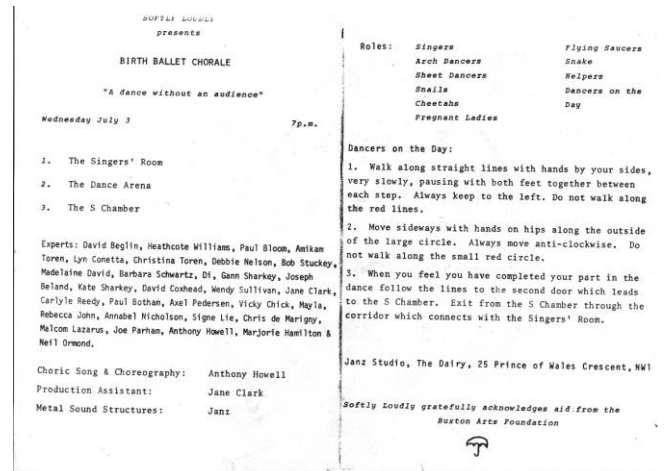 SOFTLY LOUDLY
presents
BIRTH BALLET CHORALE
"A dance without an audience"
Wednesday July 3 7p.m.
1. The Singers' Room
2. The Dance Arena
3. The S Chamber
Experts: David Beglin, Heathcote Williams, Paul Bloom, Amikam
Toren, Lyn Conetta, Christina Toren, Debbie Nelson, Bob Stuckey,
Madelaine David, Barbara Schwartz, Di, Gann Sharkey, Joseph
Beland, Kate Sharkey, David Coxhead, Wendy Sullivan, Jane Clark,
Carlyle Reedy, Paul Botham, Axel Pedersen, Vicky Chick, Mayla,
Rebecca John, Annabel Nicholson, Signe Lie, Chris de Marigny,
Malcom Lazarus, Joe Parham, Anthony Howell, Marjorie Hamilton &
Neil Ormond.
Choric Song & Choreography: Anthony Howell
Production Assistant: Jane Clark
Metal Sound Structures: Janz
Roles: Singers Flying Saucers
Arch Dancers Snake
Sheet Dancers Helpers
Snails Dancers on the
Cheetahs Day
Pregnant Ladies
Dancers on the Day:
1. Walk along straight lines with hands by your sides,
very slowly, pausing with both feet together between
each step. Always keep to the left. Do not walk along
the red lines.
2. Move sideways with hands on hips along the outside
of the large circle. Always move anti-clockwise. Do
not walk along the small red circle.
3. When you feel you have completed your part in the
dance follow the lines to the second door which leads
to the S Chamber. Exit from the S Chamber through the
corridor which connects with the Singers' Room.
Janz Studio, The Dairy, 25 Prince of Wales Crescent, NW1
Softly Loudly gratefully acknowledges aid from the
Buxton Arts Foundation